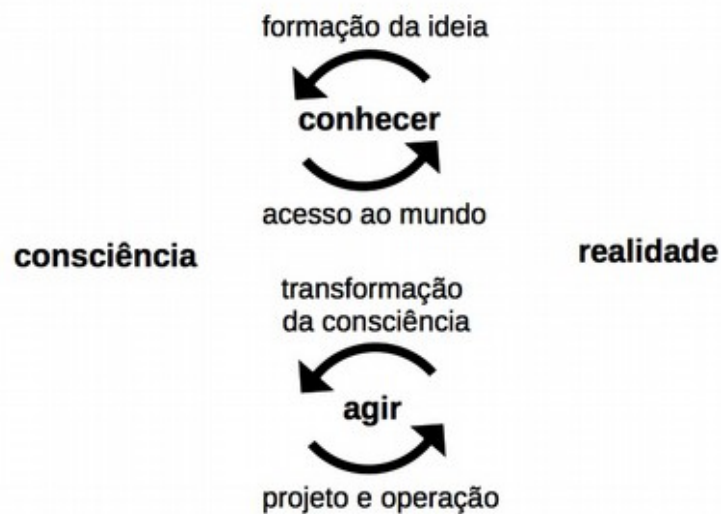 formação da ideia
conhecer
acesso ao mundo
consciência
realidade
transformação
da consciência
agir
projeto e operação